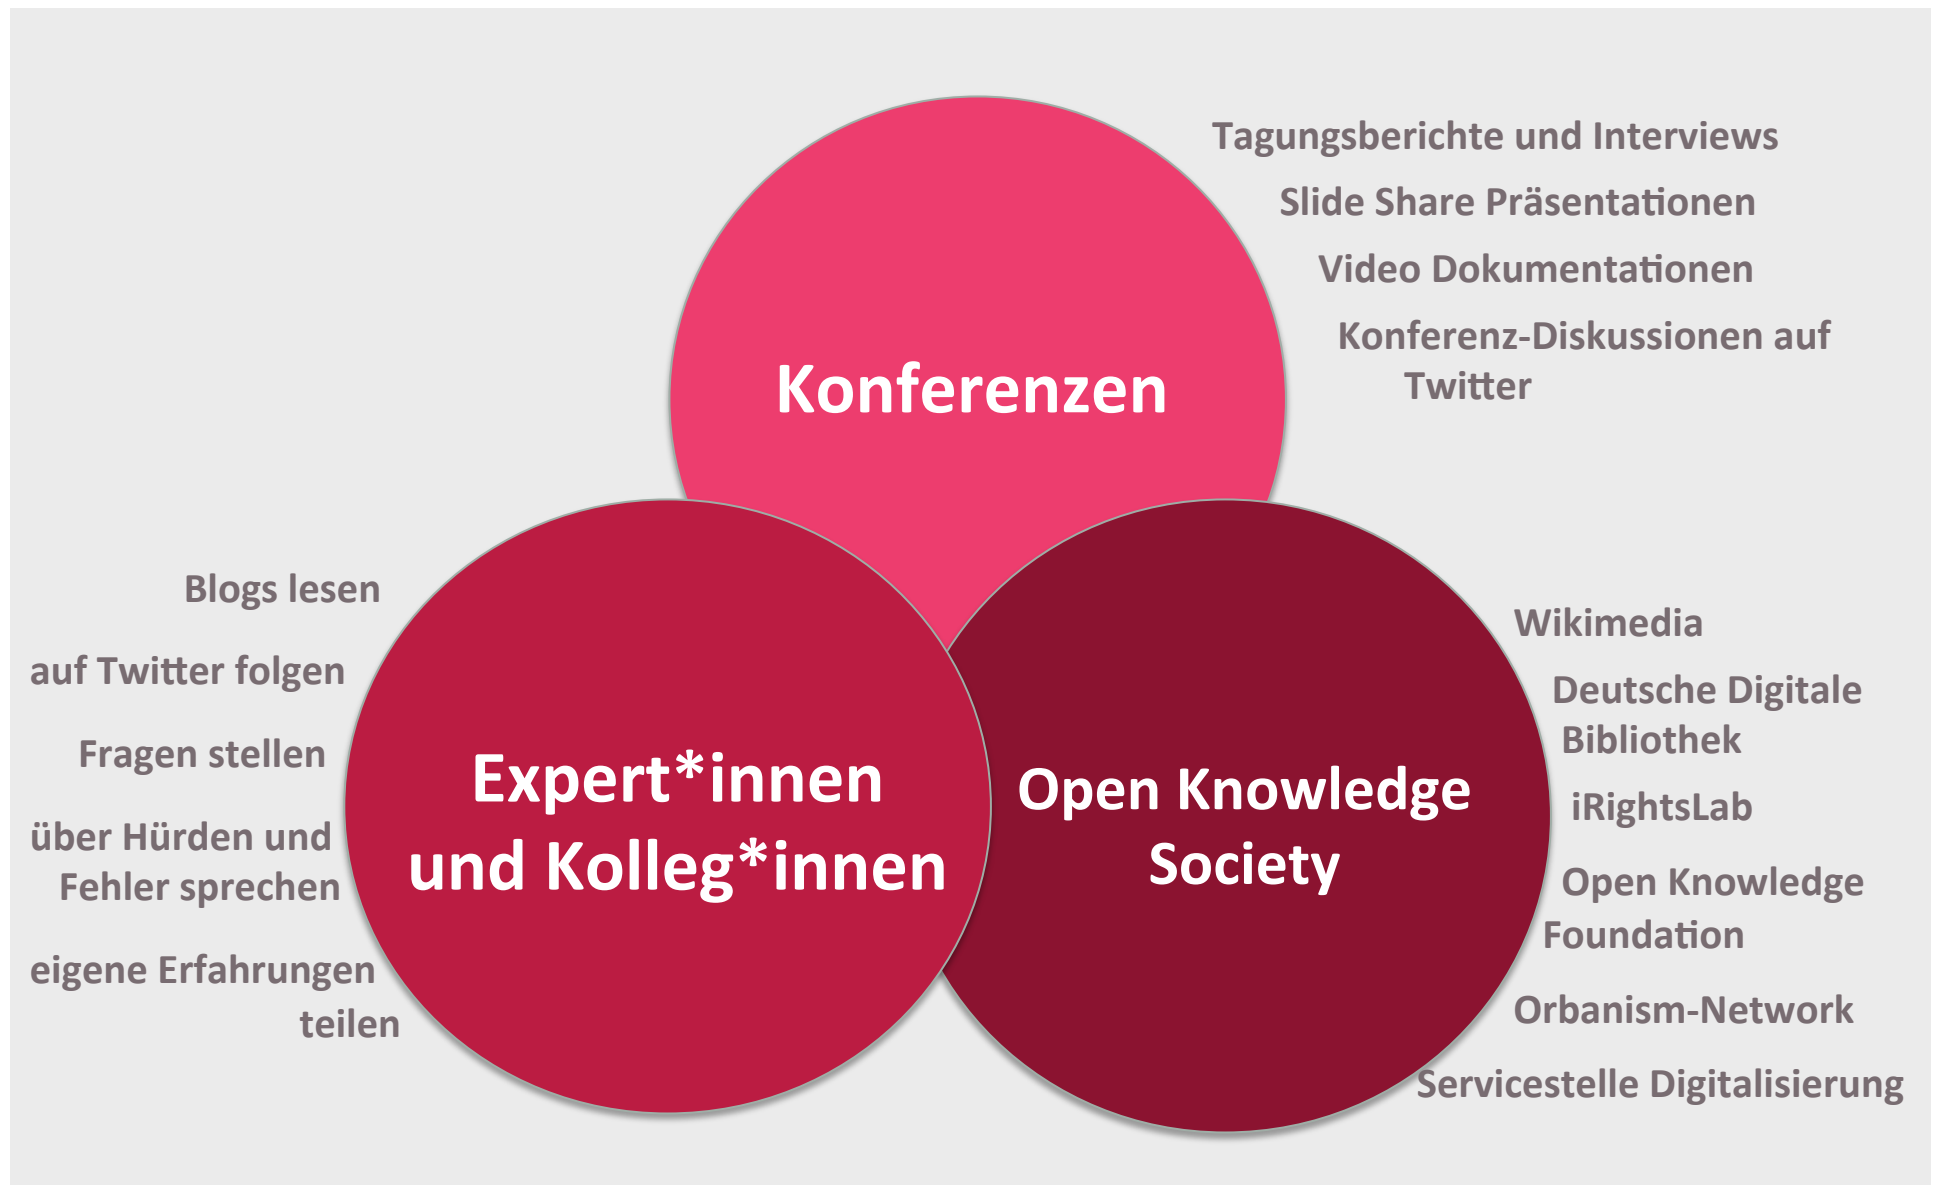 Tagungsberichte und Interviews
Slide Share Präsentationen
Video Dokumentationen
Konferenz-Diskussionen auf
Twitter
Konferenzen
Blogs lesen
auf Twitter folgen
Fragen stellen
über Hürden und
Fehler sprechen
eigene Erfahrungen
teilen
Expert*innen
und Kolleg*innen
Open Knowledge
Society
Wikimedia
Deutsche Digitale
Bibliothek
iRightsLab
Open Knowledge
Foundation
Orbanism-Network
Servicestelle Digitalisierung